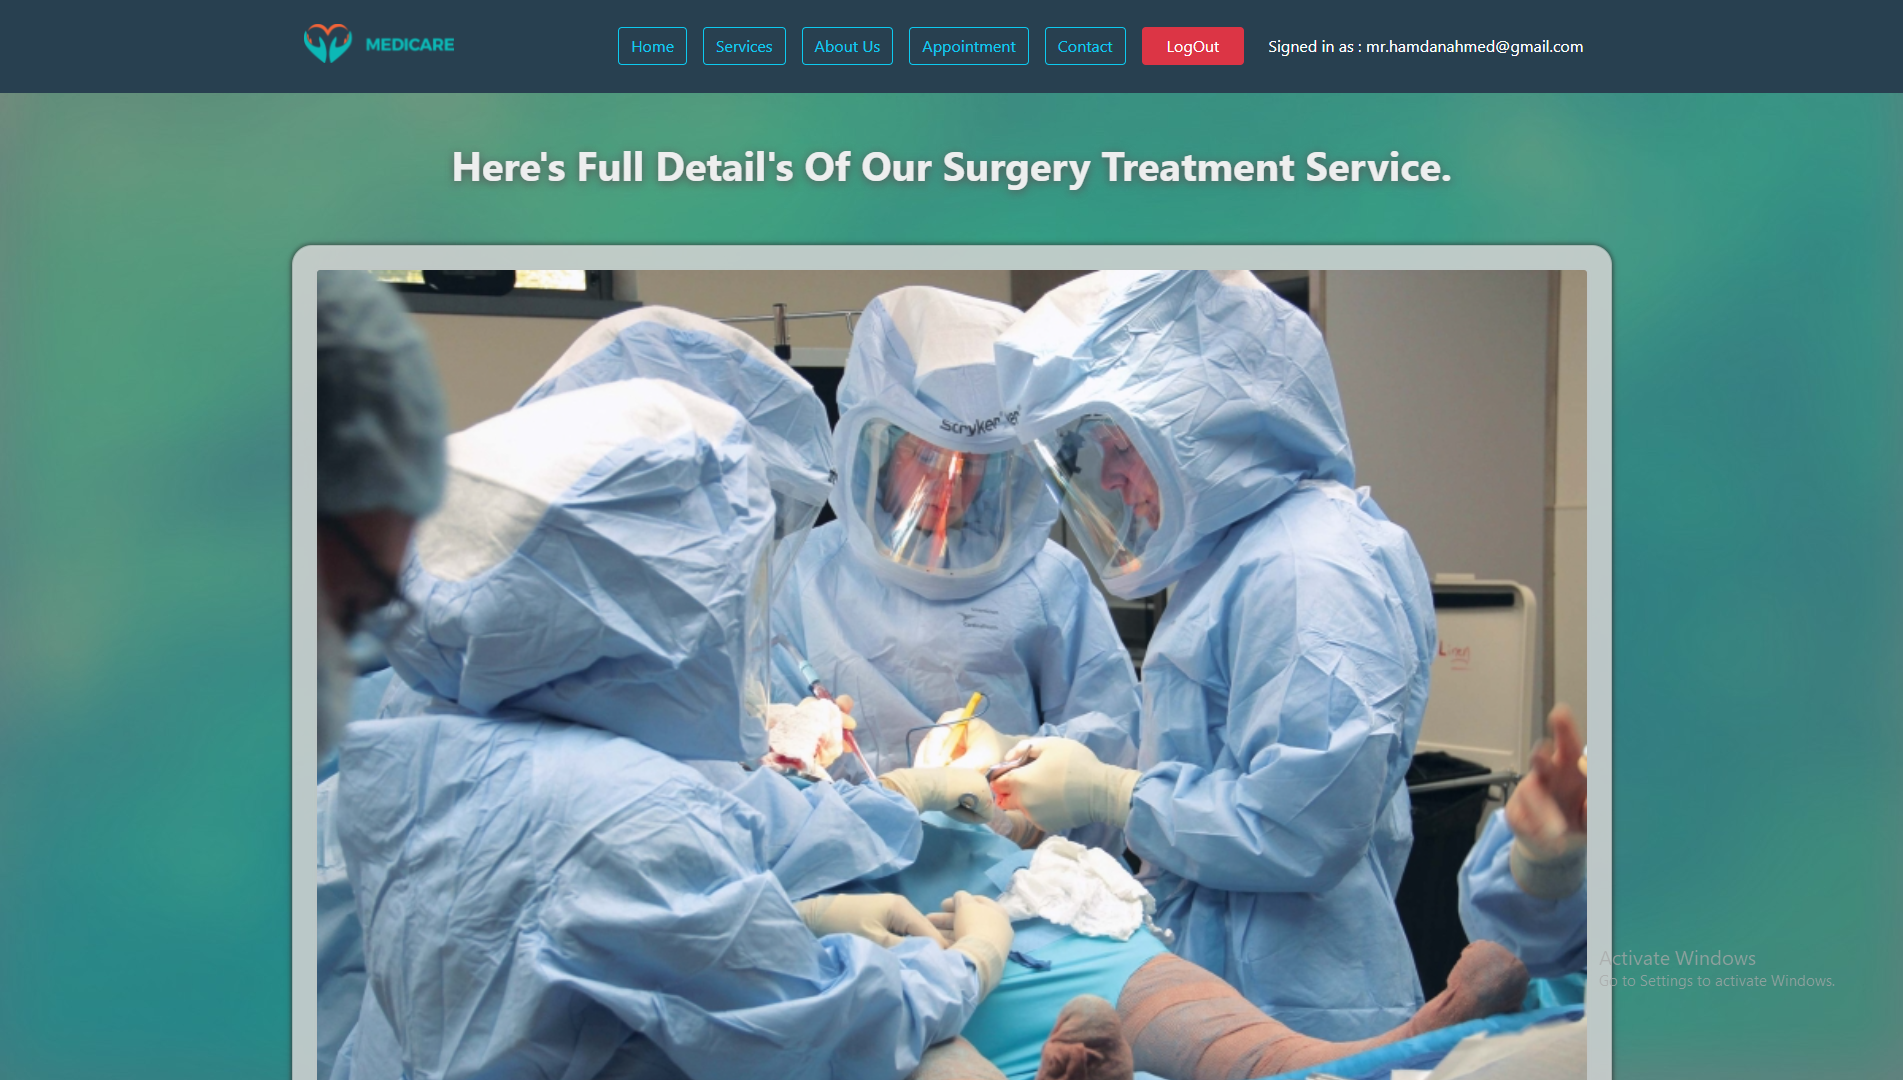 MEDICARE
Home
Services
About Us
Appointment
Contact
LogOut
Signed in as : mr.hamdanahmed@gmail.com
Here's Full Detail's Of Our Surgery Treatment Service.
stryker
Activate Windows
Go to Settings to activate Windows.